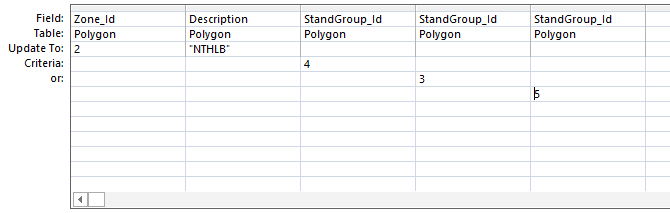 Field: Zone_Id Description StandGroup_Id StandGroup_Id StandGroup_Id
Table: Polygon Polygon Polygon Polygon Polygon
Update To: 2 "NTHLB"
Criteria: 4
or: 3
5